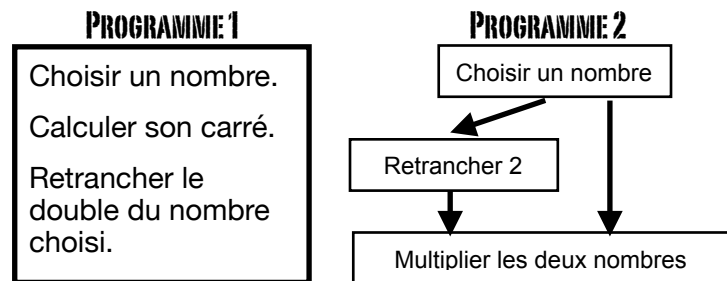 PROGRAMME 1
Choisir un nombre.
Calculer son carré.
Retrancher le
double du nombre
choisi.
PROGRAMME 2
Choisir un nombre
Retrancher 2
Multiplier les deux nombres